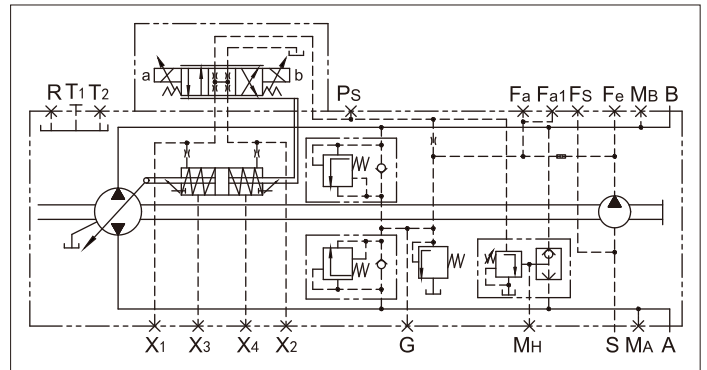 a b
R T1 T2 PS Fa Fa1 FS Fe MB B
X1 X3 X4 X2 G MH S MA A